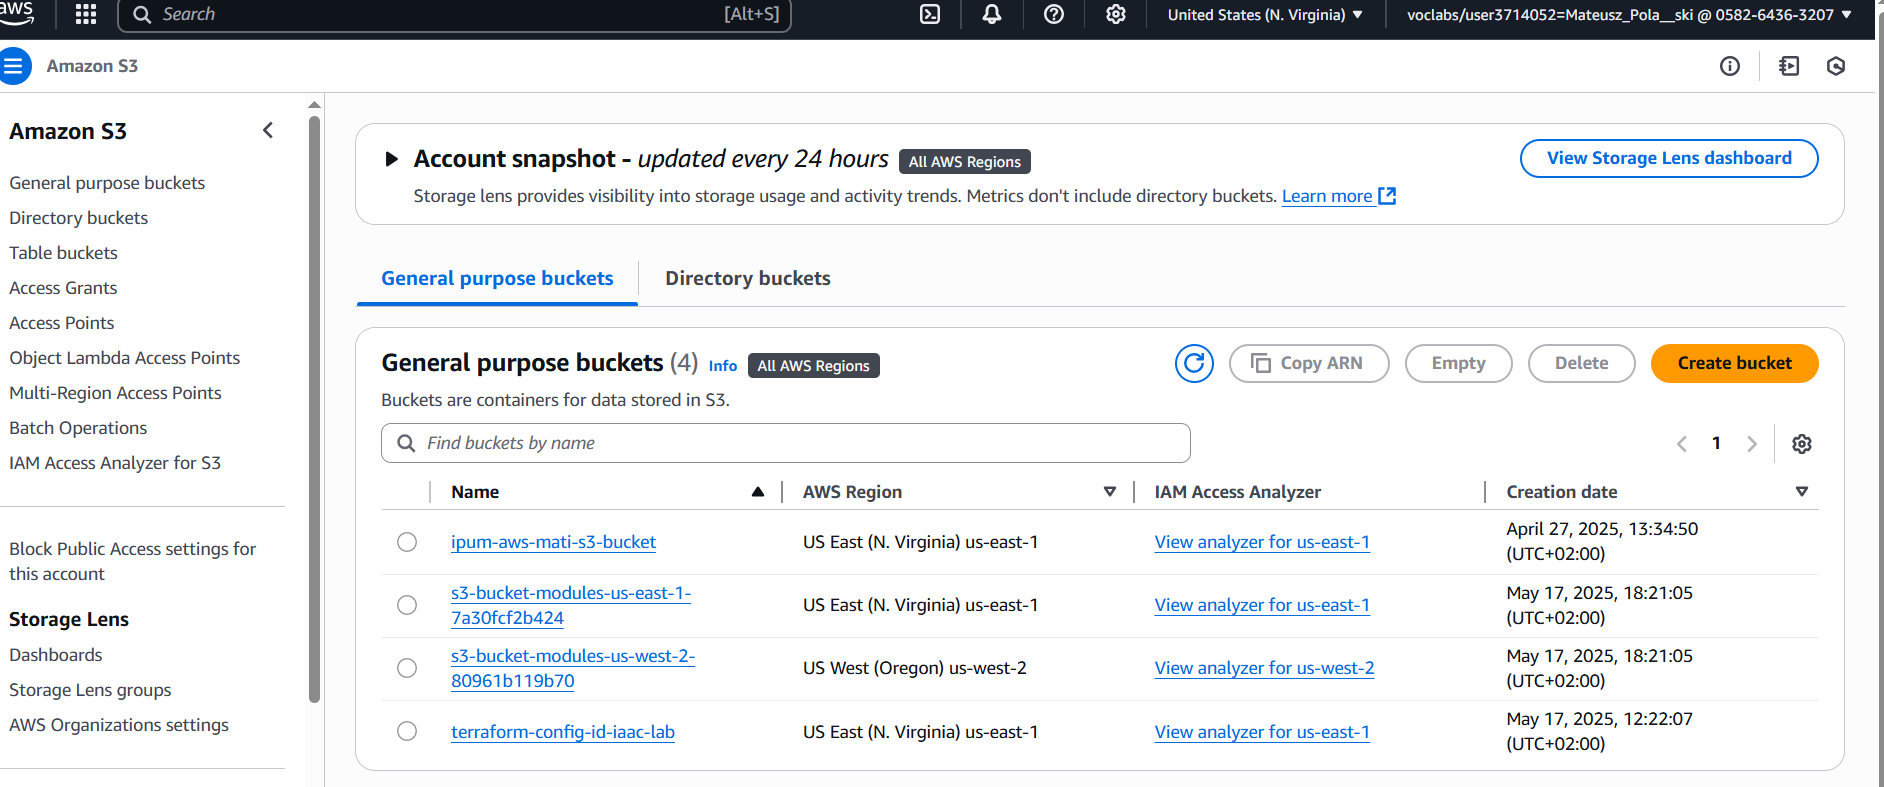 aws
Search
[Alt+S]
United States (N. Virginia)
voclabs/user3714052=Mateusz_Pola__ski @ 0582-6436-3207
Amazon S3
Amazon S3
General purpose buckets
Directory buckets
Table buckets
Access Grants
Access Points
Object Lambda Access Points
Multi-Region Access Points
Batch Operations
IAM Access Analyzer for S3
Block Public Access settings for
this account
Storage Lens
Dashboards
Storage Lens groups
AWS Organizations settings
Account snapshot - updated every 24 hours All AWS Regions
View Storage Lens dashboard
Storage lens provides visibility into storage usage and activity trends. Metrics don't include directory buckets. Learn more
General purpose buckets
Directory buckets
General purpose buckets (4) Info All AWS Regions
Copy ARN
Empty
Delete
Create bucket
Buckets are containers for data stored in S3.
Find buckets by name
1
Name
AWS Region
IAM Access Analyzer
Creation date
ipum-aws-mati-s3-bucket
US East (N. Virginia) us-east-1
View analyzer for us-east-1
April 27, 2025, 13:34:50
(UTC+02:00)
s3-bucket-modules-us-east-1-
7a30fcf2b424
US East (N. Virginia) us-east-1
View analyzer for us-east-1
May 17, 2025, 18:21:05
(UTC+02:00)
s3-bucket-modules-us-west-2-
80961b119b70
US West (Oregon) us-west-2
View analyzer for us-west-2
May 17, 2025, 18:21:05
(UTC+02:00)
terraform-config-id-iaac-lab
US East (N. Virginia) us-east-1
View analyzer for us-east-1
May 17, 2025, 12:22:07
(UTC+02:00)